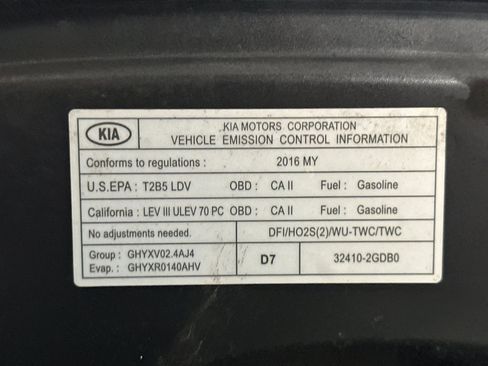 KIA
KIA MOTORS CORPORATION
VEHICLE EMISSION CONTROL INFORMATION
Conforms to regulations : 2016 MY
U.S.EPA : T2B5 LDV OBD : CA II Fuel : Gasoline
California : LEV III ULEV 70 PC OBD : CA II Fuel : Gasoline
No adjustments needed. DFI/HO2S(2)/WU-TWC/TWC
Group : GHYXV02.4AJ4
Evap. : GHYXR0140AHV
D7
32410-2GDB0